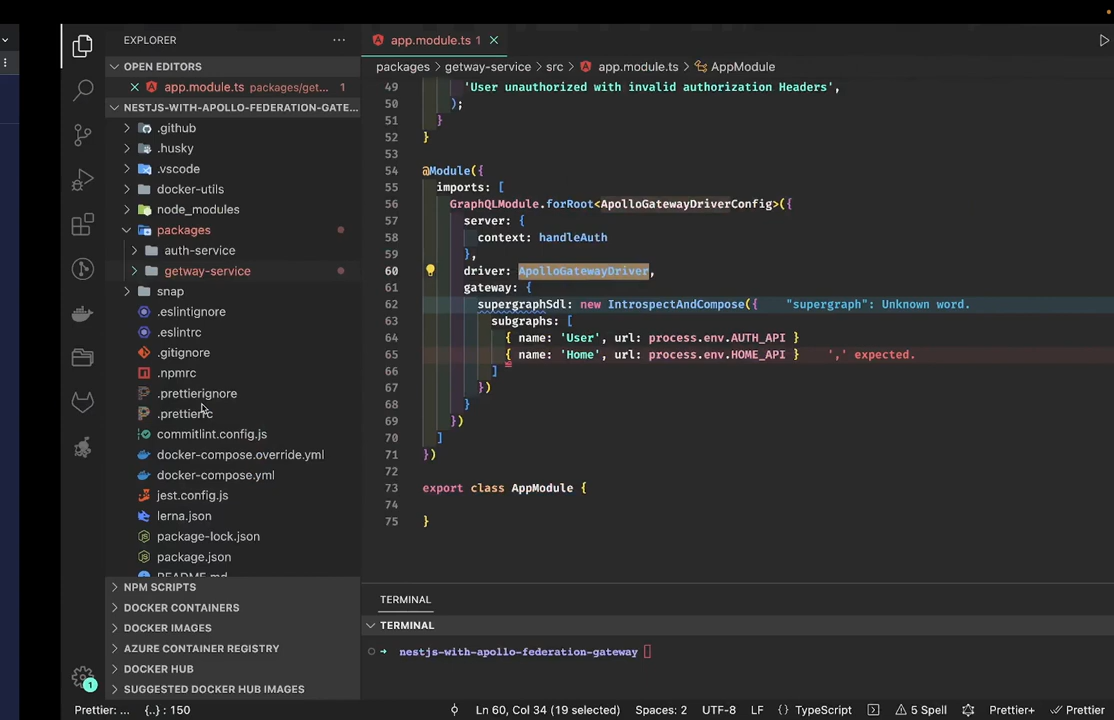 EXPLORER
OPEN EDITORS
app.module.ts packages/get... 1
NESTJS-WITH-APOLLO-FEDERATION-GATE...
.github
.husky
.vscode
docker-utils
node_modules
packages
auth-service
getway-service
snap
.eslintignore
.eslintrc
.gitignore
.npmrc
.prettierignore
.prettierrc
commitlint.config.js
docker-compose.override.yml
docker-compose.yml
jest.config.js
lerna.json
package-lock.json
package.json
README.md
NPM SCRIPTS
DOCKER CONTAINERS
DOCKER IMAGES
AZURE CONTAINER REGISTRY
DOCKER HUB
SUGGESTED DOCKER HUB IMAGES
app.module.ts 1
packages > getway-service > src > app.module.ts > AppModule
49 'User unauthorized with invalid authorization Headers',
50 );
51 }
52 }
53
54 @Module({
55 imports: [
56 GraphQLModule.forRoot<ApolloGatewayDriverConfig>({
57 server: {
58 context: handleAuth
59 },
60 driver: ApolloGatewayDriver,
61 gateway: {
62 supergraphSdl: new IntrospectAndCompose({ "supergraph": Unknown word.
63 subgraphs: [
64 { name: 'User', url: process.env.AUTH_API }
65 { name: 'Home', url: process.env.HOME_API } ',' expected.
66 ]
67 })
68 }
69 })
70 ]
71 })
72
73 export class AppModule {
74
75 }
TERMINAL
TERMINAL
nestjs-with-apollo-federation-gateway
1
Prettier: ... {..} : 150 Ln 60, Col 34 (19 selected) Spaces: 2 UTF-8 LF {} TypeScript 5 Spell Prettier+ Prettier